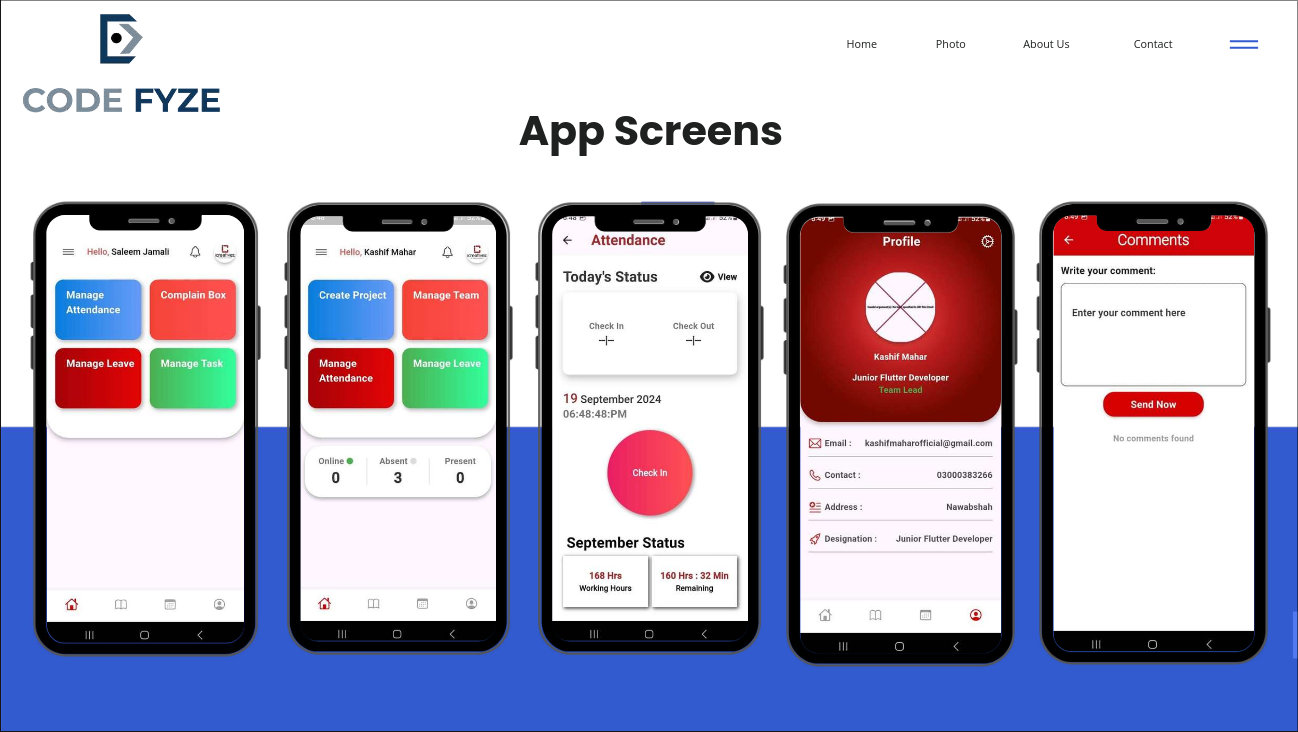 CODE FYZE
Home
Photo
About Us
Contact
App Screens
Hello, Saleem Jamali
Manage
Attendance
Complain Box
Manage Leave
Manage Task
Hello, Kashif Mahar
Create Project
Manage Team
Manage
Attendance
Manage Leave
Online
Absent
Present
0
3
0
Attendance
Today's Status
View
Check In
Check Out
--|--
--|--
19 September 2024
06:48:48:PM
Check In
September Status
168 Hrs
Working Hours
160 Hrs : 32 Min
Remaining
Profile
Kashif Mahar
Junior Flutter Developer
Team Lead
Email :
kashifmaharofficial@gmail.com
Contact :
03000383266
Address :
Nawabshah
Designation :
Junior Flutter Developer
Comments
Write your comment:
Enter your comment here
Send Now
No comments found